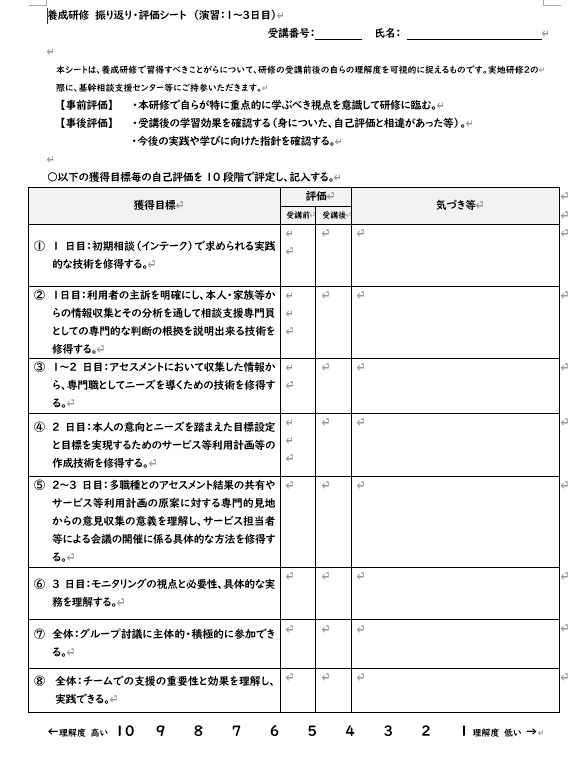 養成研修 振り返り・評価シート （演習：1～3日目）
受講番号：　　　　　氏名：
本シートは、養成研修で習得すべきことがらについて、研修の受講前後の自らの理解度を可視的に捉えるものです。実地研修2の
際に、基幹相談支援センター等にご持参いただきます。
【事前評価】 ・本研修で自らが特に重点的に学ぶべき視点を意識して研修に臨む。
【事後評価】 ・受講後の学習効果を確認する（身についた、自己評価と相違があった等）。
・今後の実践や学びに向けた指針を確認する。
〇以下の獲得目標毎の自己評価を 10 段階で評定し、記入する。
獲得目標 評価 気づき等
受講前 受講後
① 1 日目：初期相談（インテーク）で求められる実践
的な技術を修得する。
② 1日目：利用者の主訴を明確にし、本人・家族等か
らの情報収集とその分析を通して相談支援専門員
としての専門的な判断の根拠を説明出来る技術を
修得する。
③ 1～2 日目：アセスメントにおいて収集した情報か
ら、専門職としてニーズを導くための技術を修得す
る。
④ 2 日目：本人の意向とニーズを踏まえた目標設定
と目標を実現するためのサービス等利用計画等の
作成技術を修得する。
⑤ 2～3 日目：多職種とのアセスメント結果の共有や
サービス等利用計画の原案に対する専門的見地
からの意見収集の意義を理解し、サービス担当者
等による会議の開催に係る具体的な方法を修得す
る。
⑥ 3 日目：モニタリングの視点と必要性、具体的な実
務を理解する。
⑦ 全体：グループ討議に主体的・積極的に参加でき
る。
⑧ 全体：チームでの支援の重要性と効果を理解し、
実践できる。
←理解度 高い 10 9 8 7 6 5 4 3 2 1 理解度 低い →